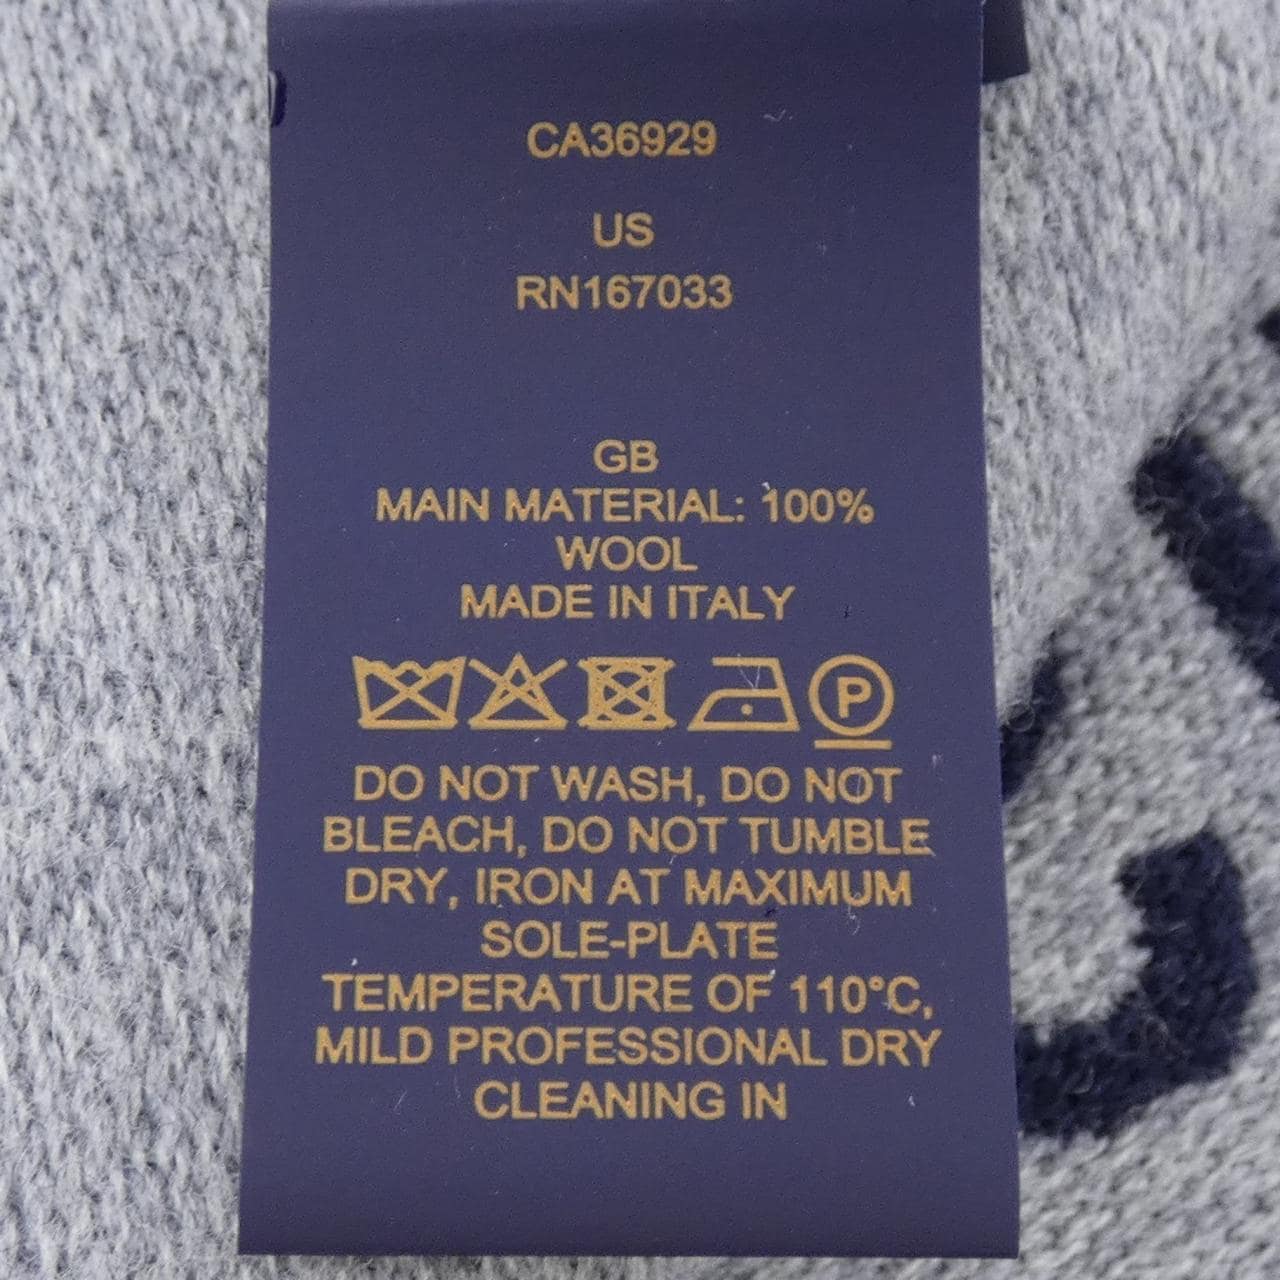 CA36929
US
RN167033
GB
MAIN MATERIAL: 100%
WOOL
MADE IN ITALY
P
DO NOT WASH, DO NOT
BLEACH, DO NOT TUMBLE
DRY, IRON AT MAXIMUM
SOLE-PLATE
TEMPERATURE OF 110°C,
MILD PROFESSIONAL DRY
CLEANING IN